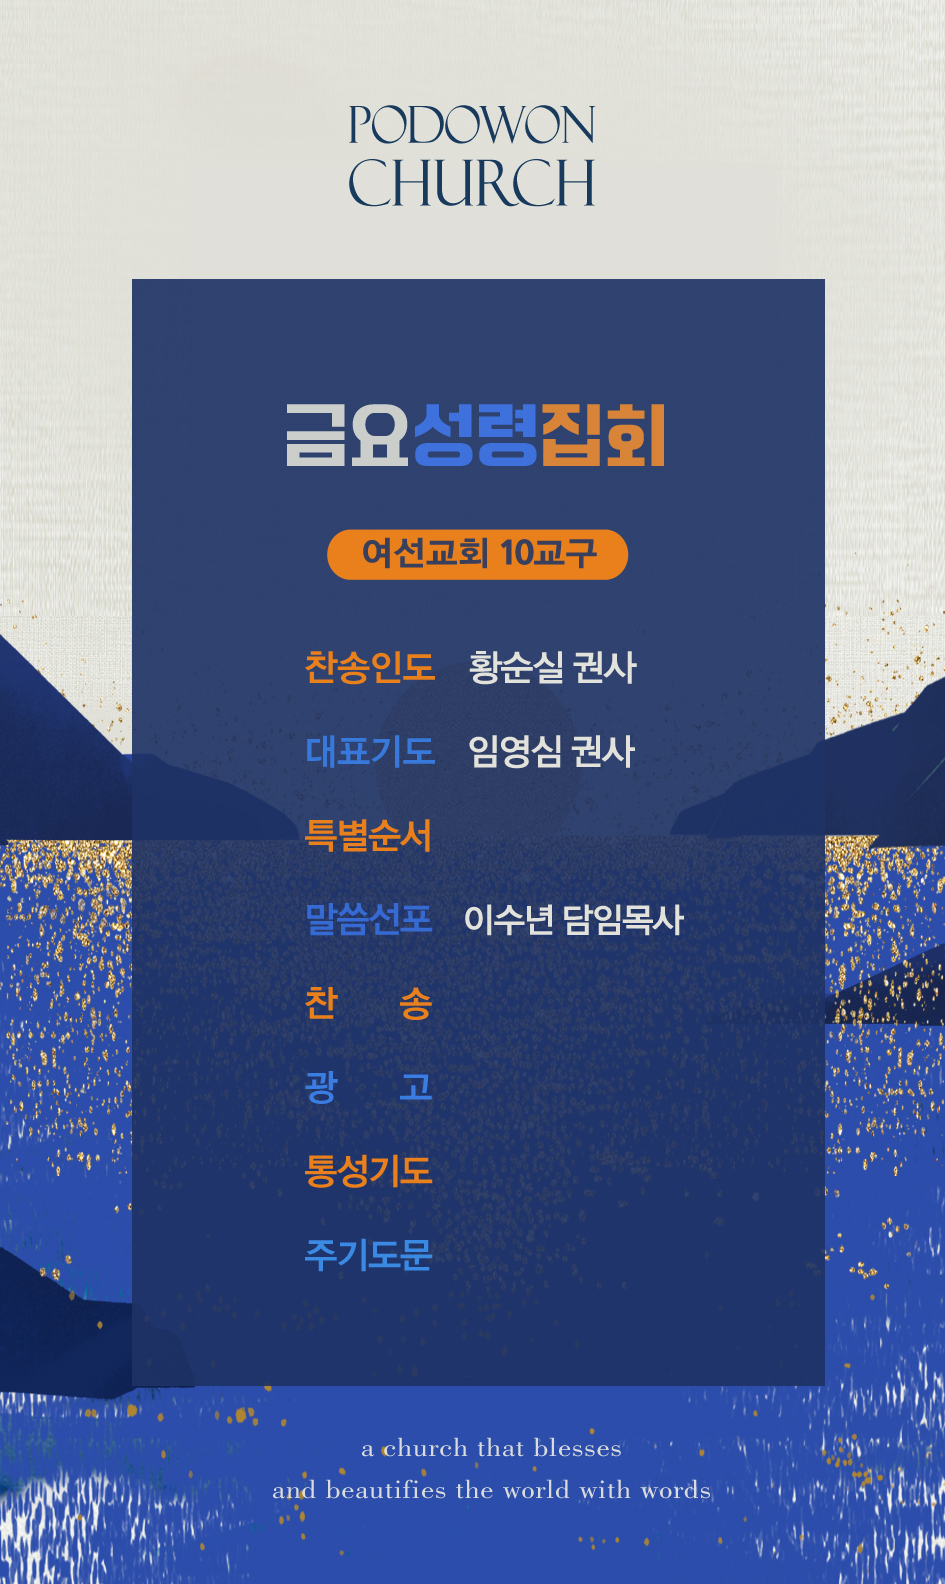 PODOWON
CHURCH
금요성령집회
여선교회 10교구
찬송인도 황순실 권사
대표기도 임영심 권사
특별순서
말씀선포 이수년 담임목사
찬 송
광 고
통성기도
주기도문
a church that blesses
and beautifies the world with words